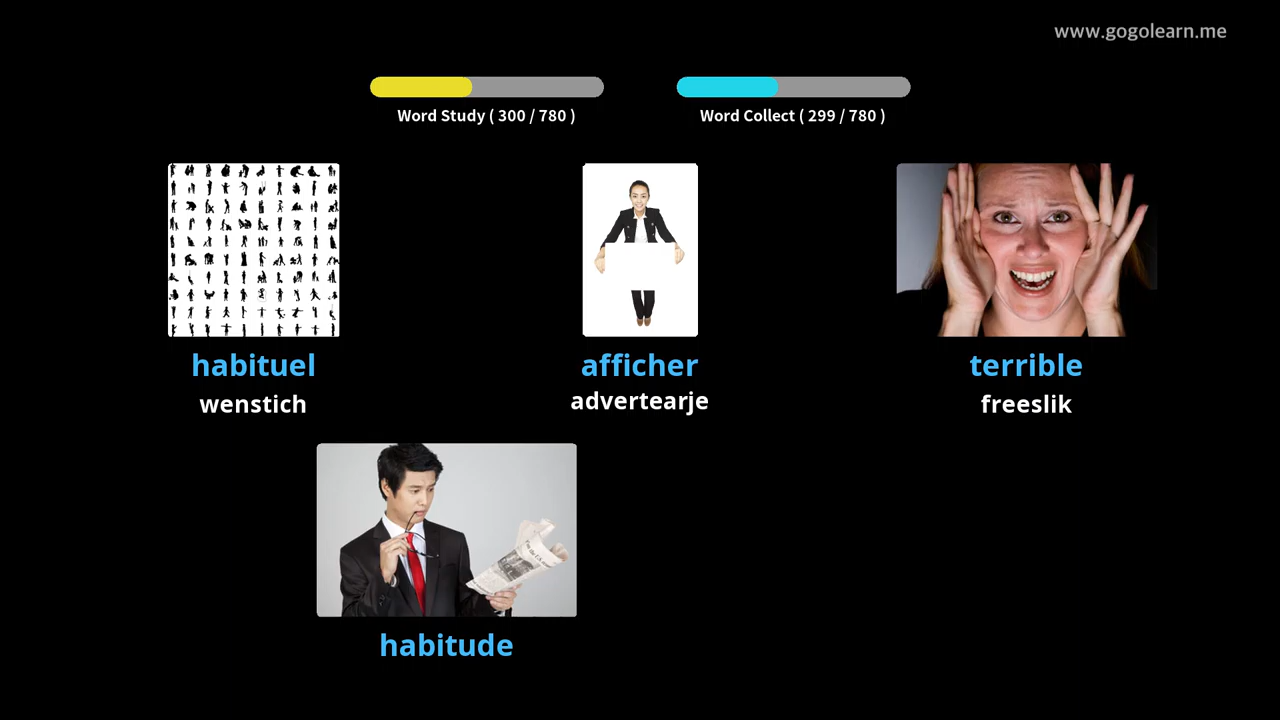 www.gogolearn.me
Word Study ( 300 / 780 )
Word Collect ( 299 / 780 )
habituel
afficher
terrible
wenstich
advertearje
freeslik
habitude